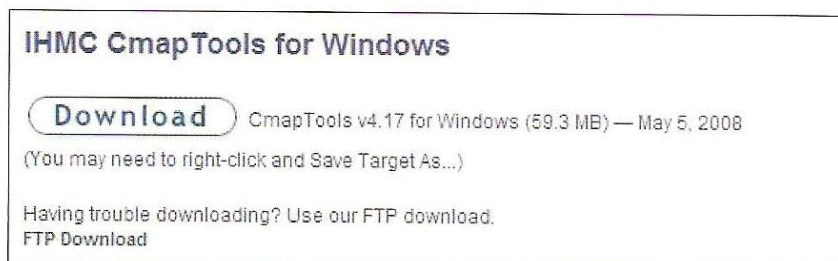 IHMC CmapTools for Windows
Download CmapTools v4.17 for Windows (59.3 MB) — May 5, 2008
(You may need to right-click and Save Target As...)
Having trouble downloading? Use our FTP download.
FTP Download